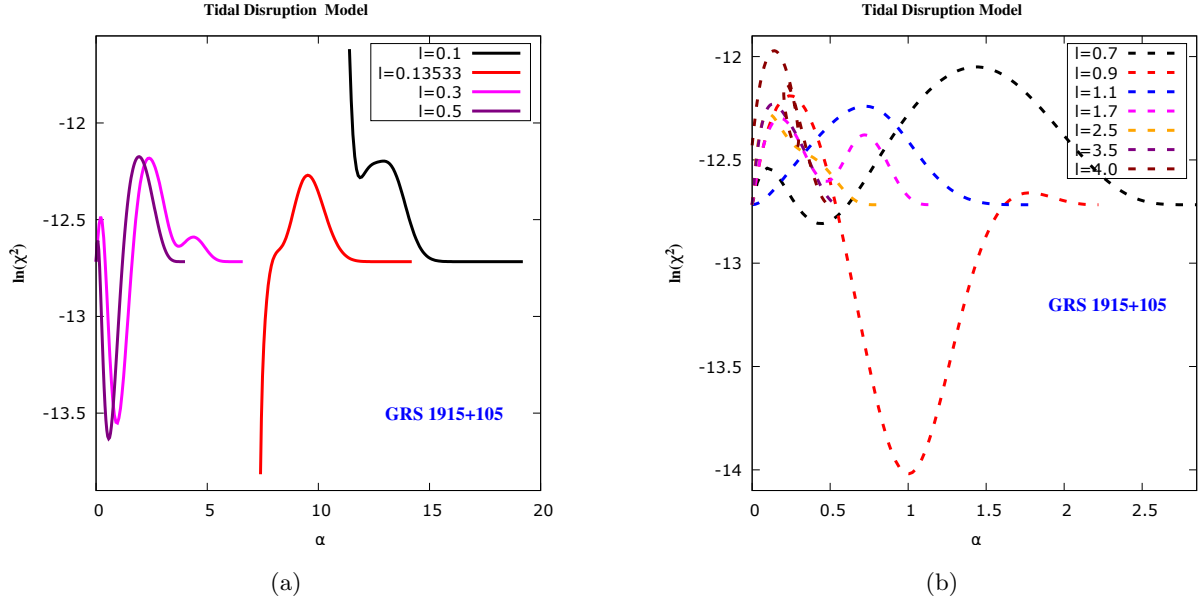 Tidal Disruption Model
l=0.1
l=0.13533
l=0.3
l=0.5
-12
-12.5
-13
-13.5
ln(χ²)
GRS 1915+105
0 5 10 15 20
α
(a)
Tidal Disruption Model
l=0.7
l=0.9
l=1.1
l=1.7
l=2.5
l=3.5
l=4.0
-12
-12.5
-13
-13.5
-14
ln(χ²)
GRS 1915+105
0 0.5 1 1.5 2 2.5
α
(b)